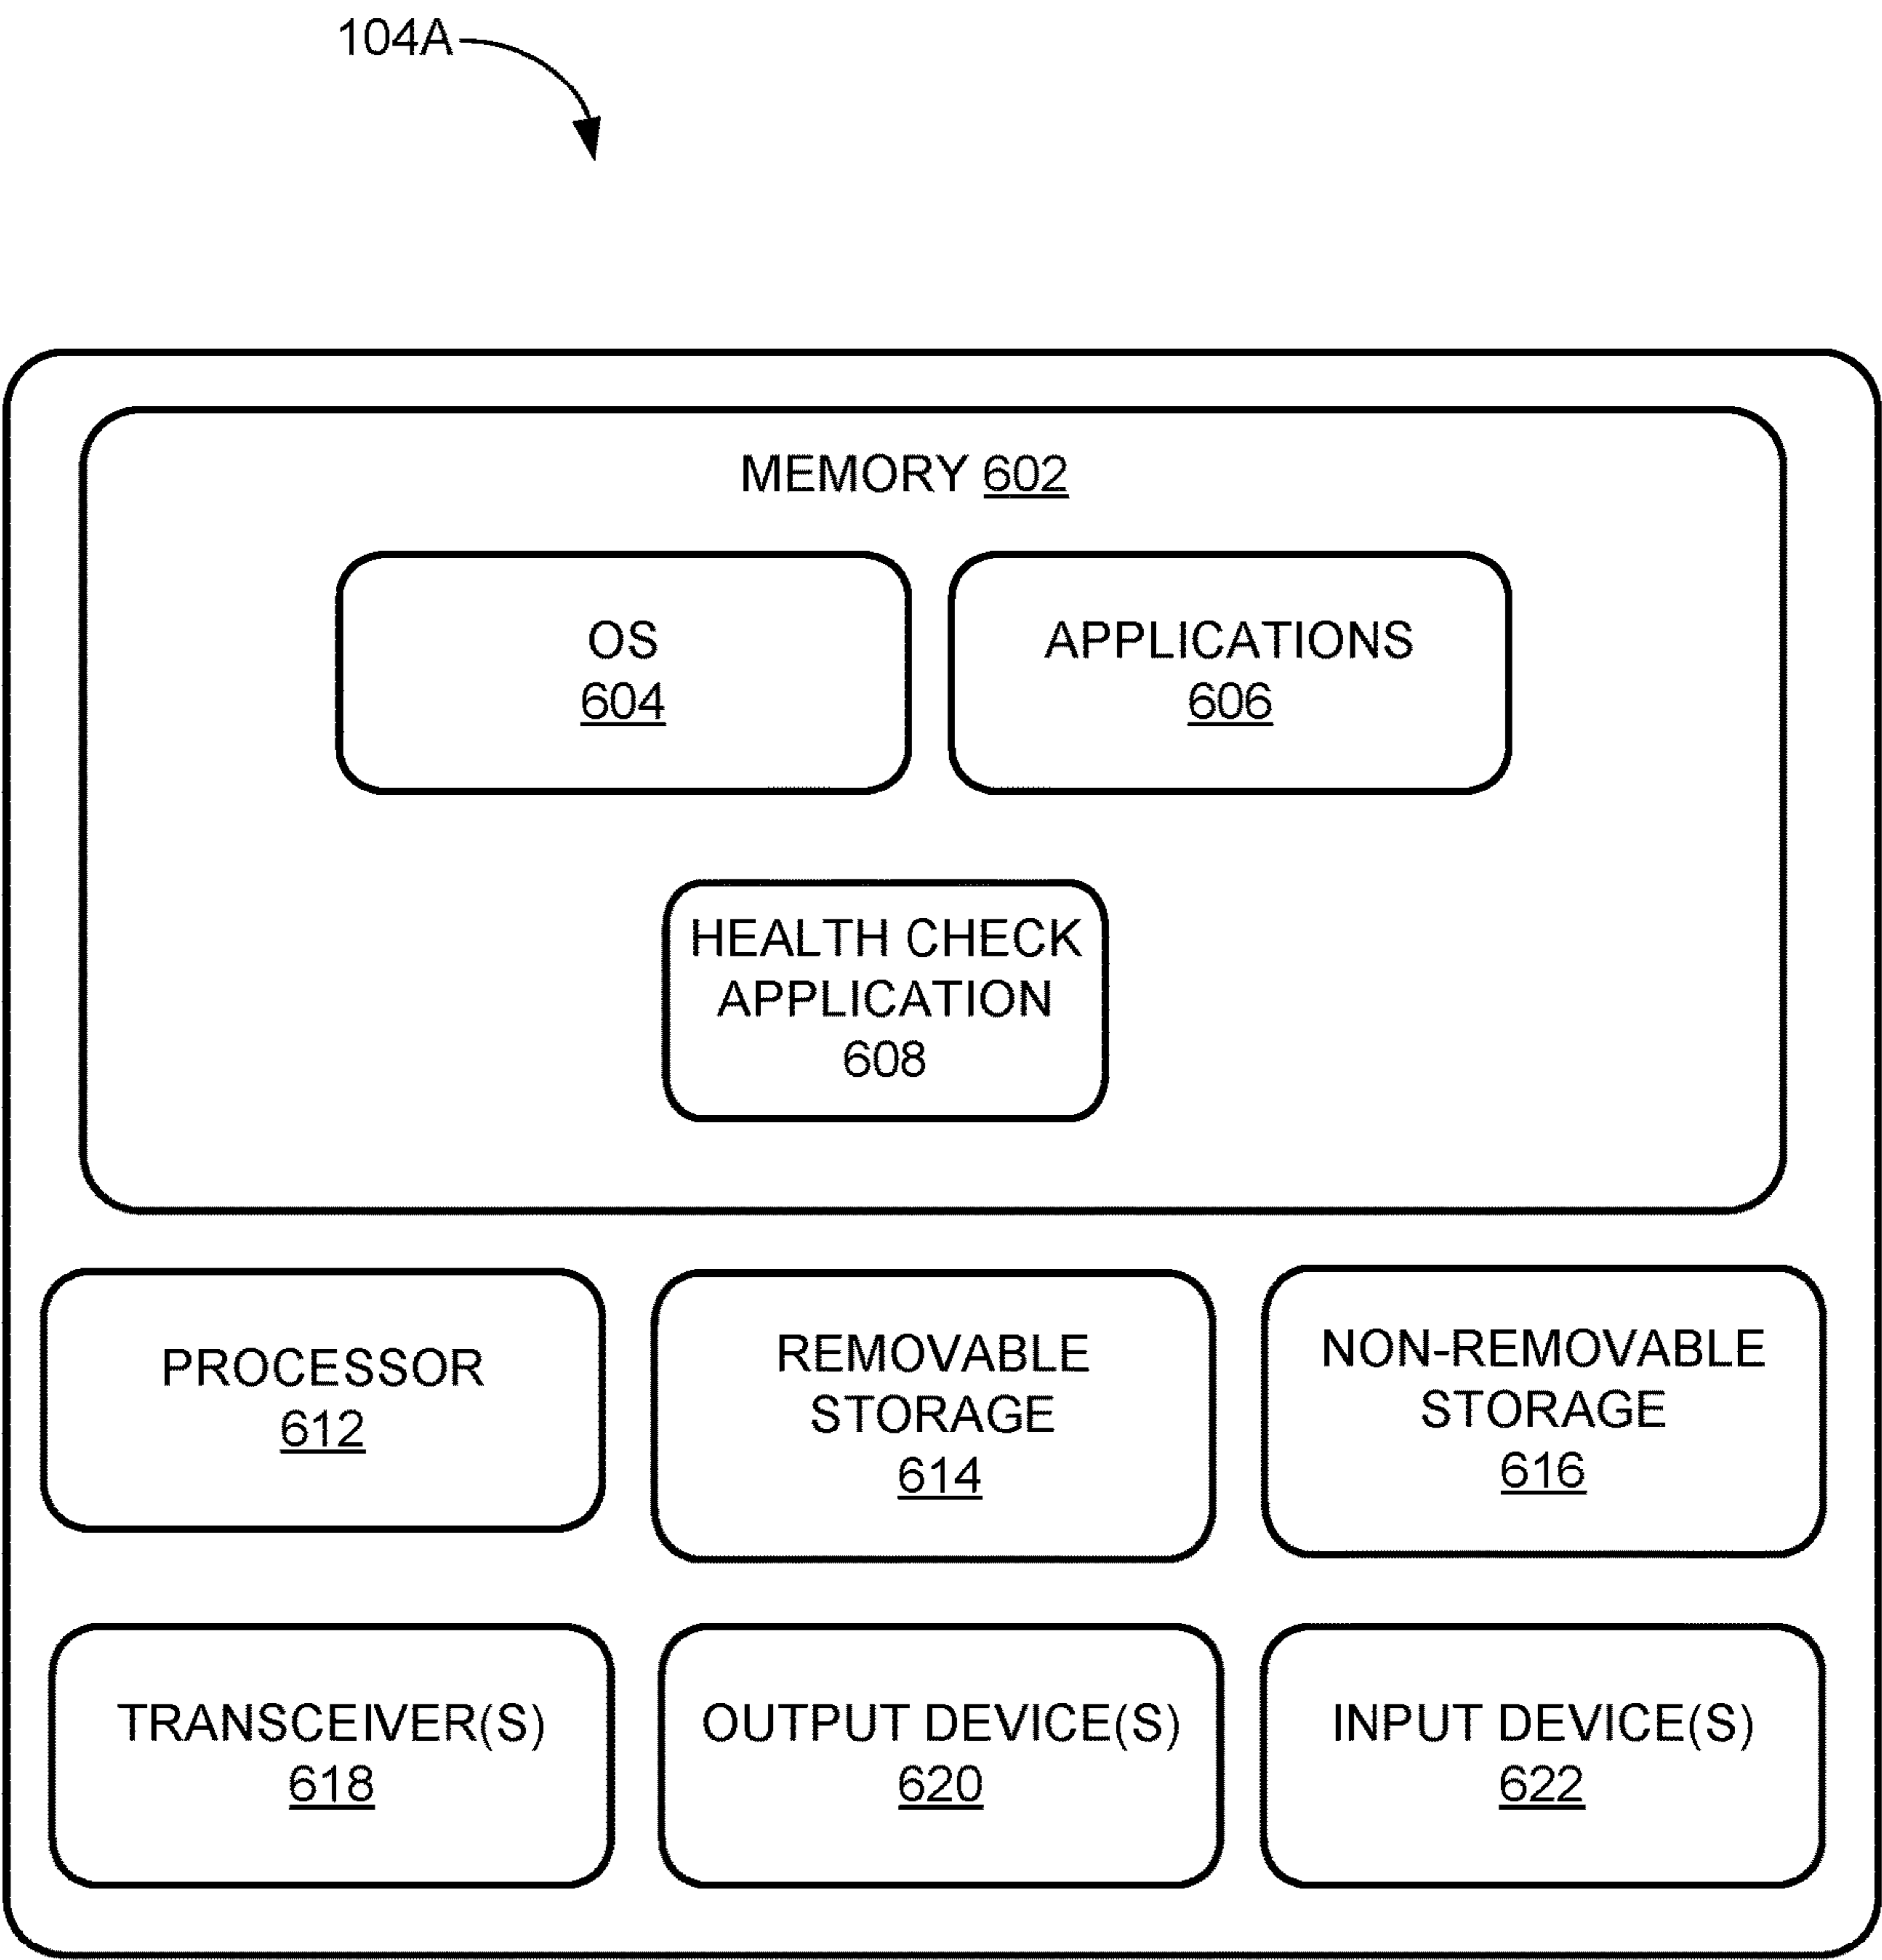 104A
MEMORY 602
OS
604
APPLICATIONS
606
HEALTH CHECK
APPLICATION
608
PROCESSOR
612
REMOVABLE
STORAGE
614
NON-REMOVABLE
STORAGE
616
TRANSCEIVER(S)
618
OUTPUT DEVICE(S)
620
INPUT DEVICE(S)
622